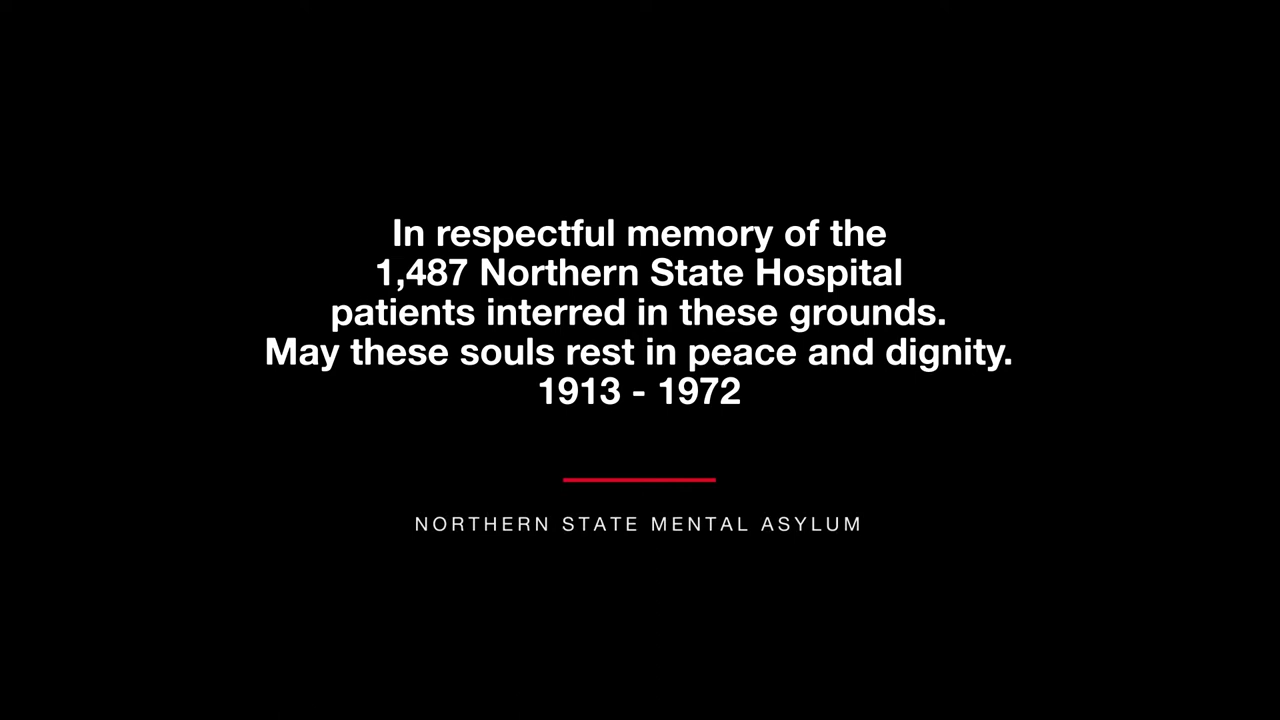 In respectful memory of the
1,487 Northern State Hospital
patients interred in these grounds.
May these souls rest in peace and dignity.
1913 - 1972
NORTHERN STATE MENTAL ASYLUM